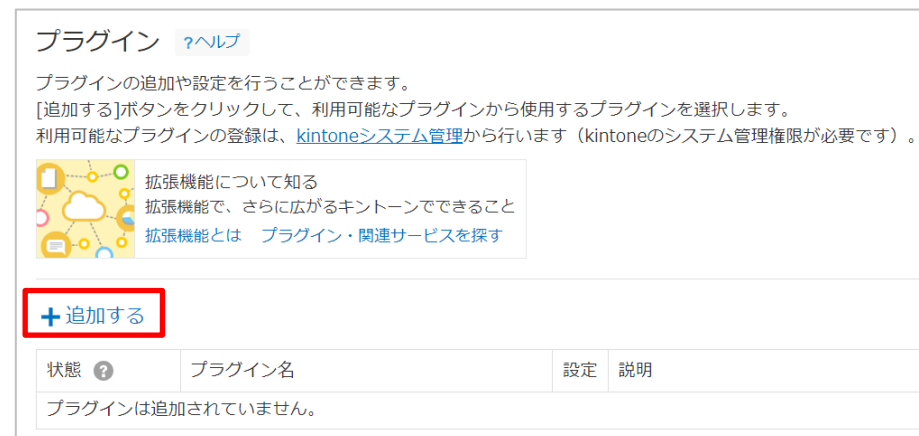 プラグイン ?ヘルプ
プラグインの追加や設定を行うことができます。
[追加する]ボタンをクリックして、利用可能なプラグインから使用するプラグインを選択します。
利用可能なプラグインの登録は、kintoneシステム管理から行います（kintoneのシステム管理権限が必要です）。
拡張機能について知る
拡張機能で、さらに広がるキントーンでできること
拡張機能とは プラグイン・関連サービスを探す
+追加する
状態 ? プラグイン名 設定 説明
プラグインは追加されていません。